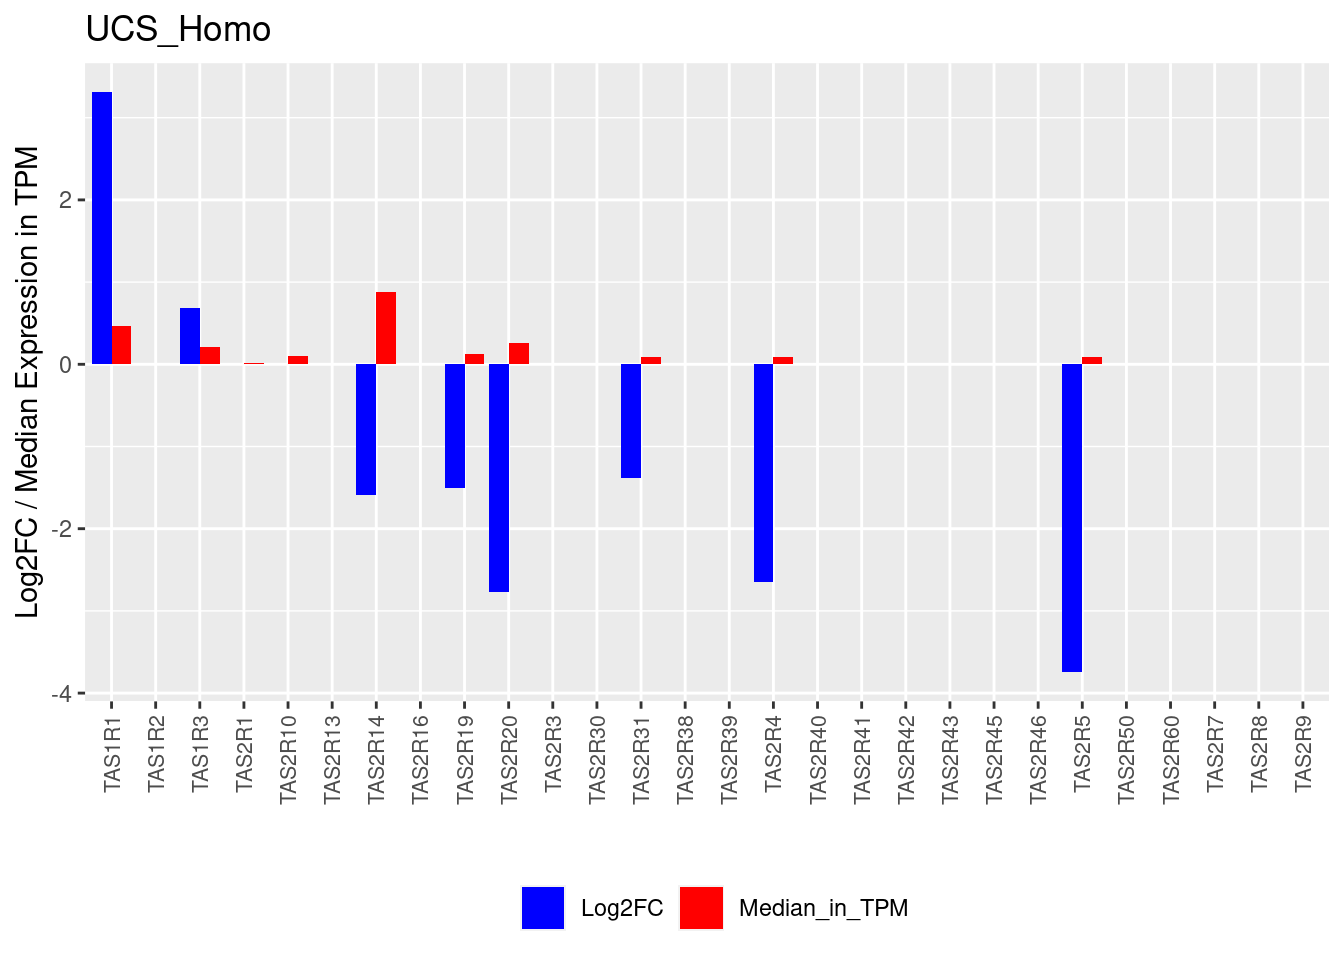 UCS_Homo
Log2FC / Median Expression in TPM
2
0
-2
-4
TAS1R1
TAS1R2
TAS1R3
TAS2R1
TAS2R10
TAS2R13
TAS2R14
TAS2R16
TAS2R19
TAS2R20
TAS2R3
TAS2R30
TAS2R31
TAS2R38
TAS2R39
TAS2R4
TAS2R40
TAS2R41
TAS2R42
TAS2R43
TAS2R45
TAS2R46
TAS2R5
TAS2R50
TAS2R60
TAS2R7
TAS2R8
TAS2R9
Log2FC
Median_in_TPM